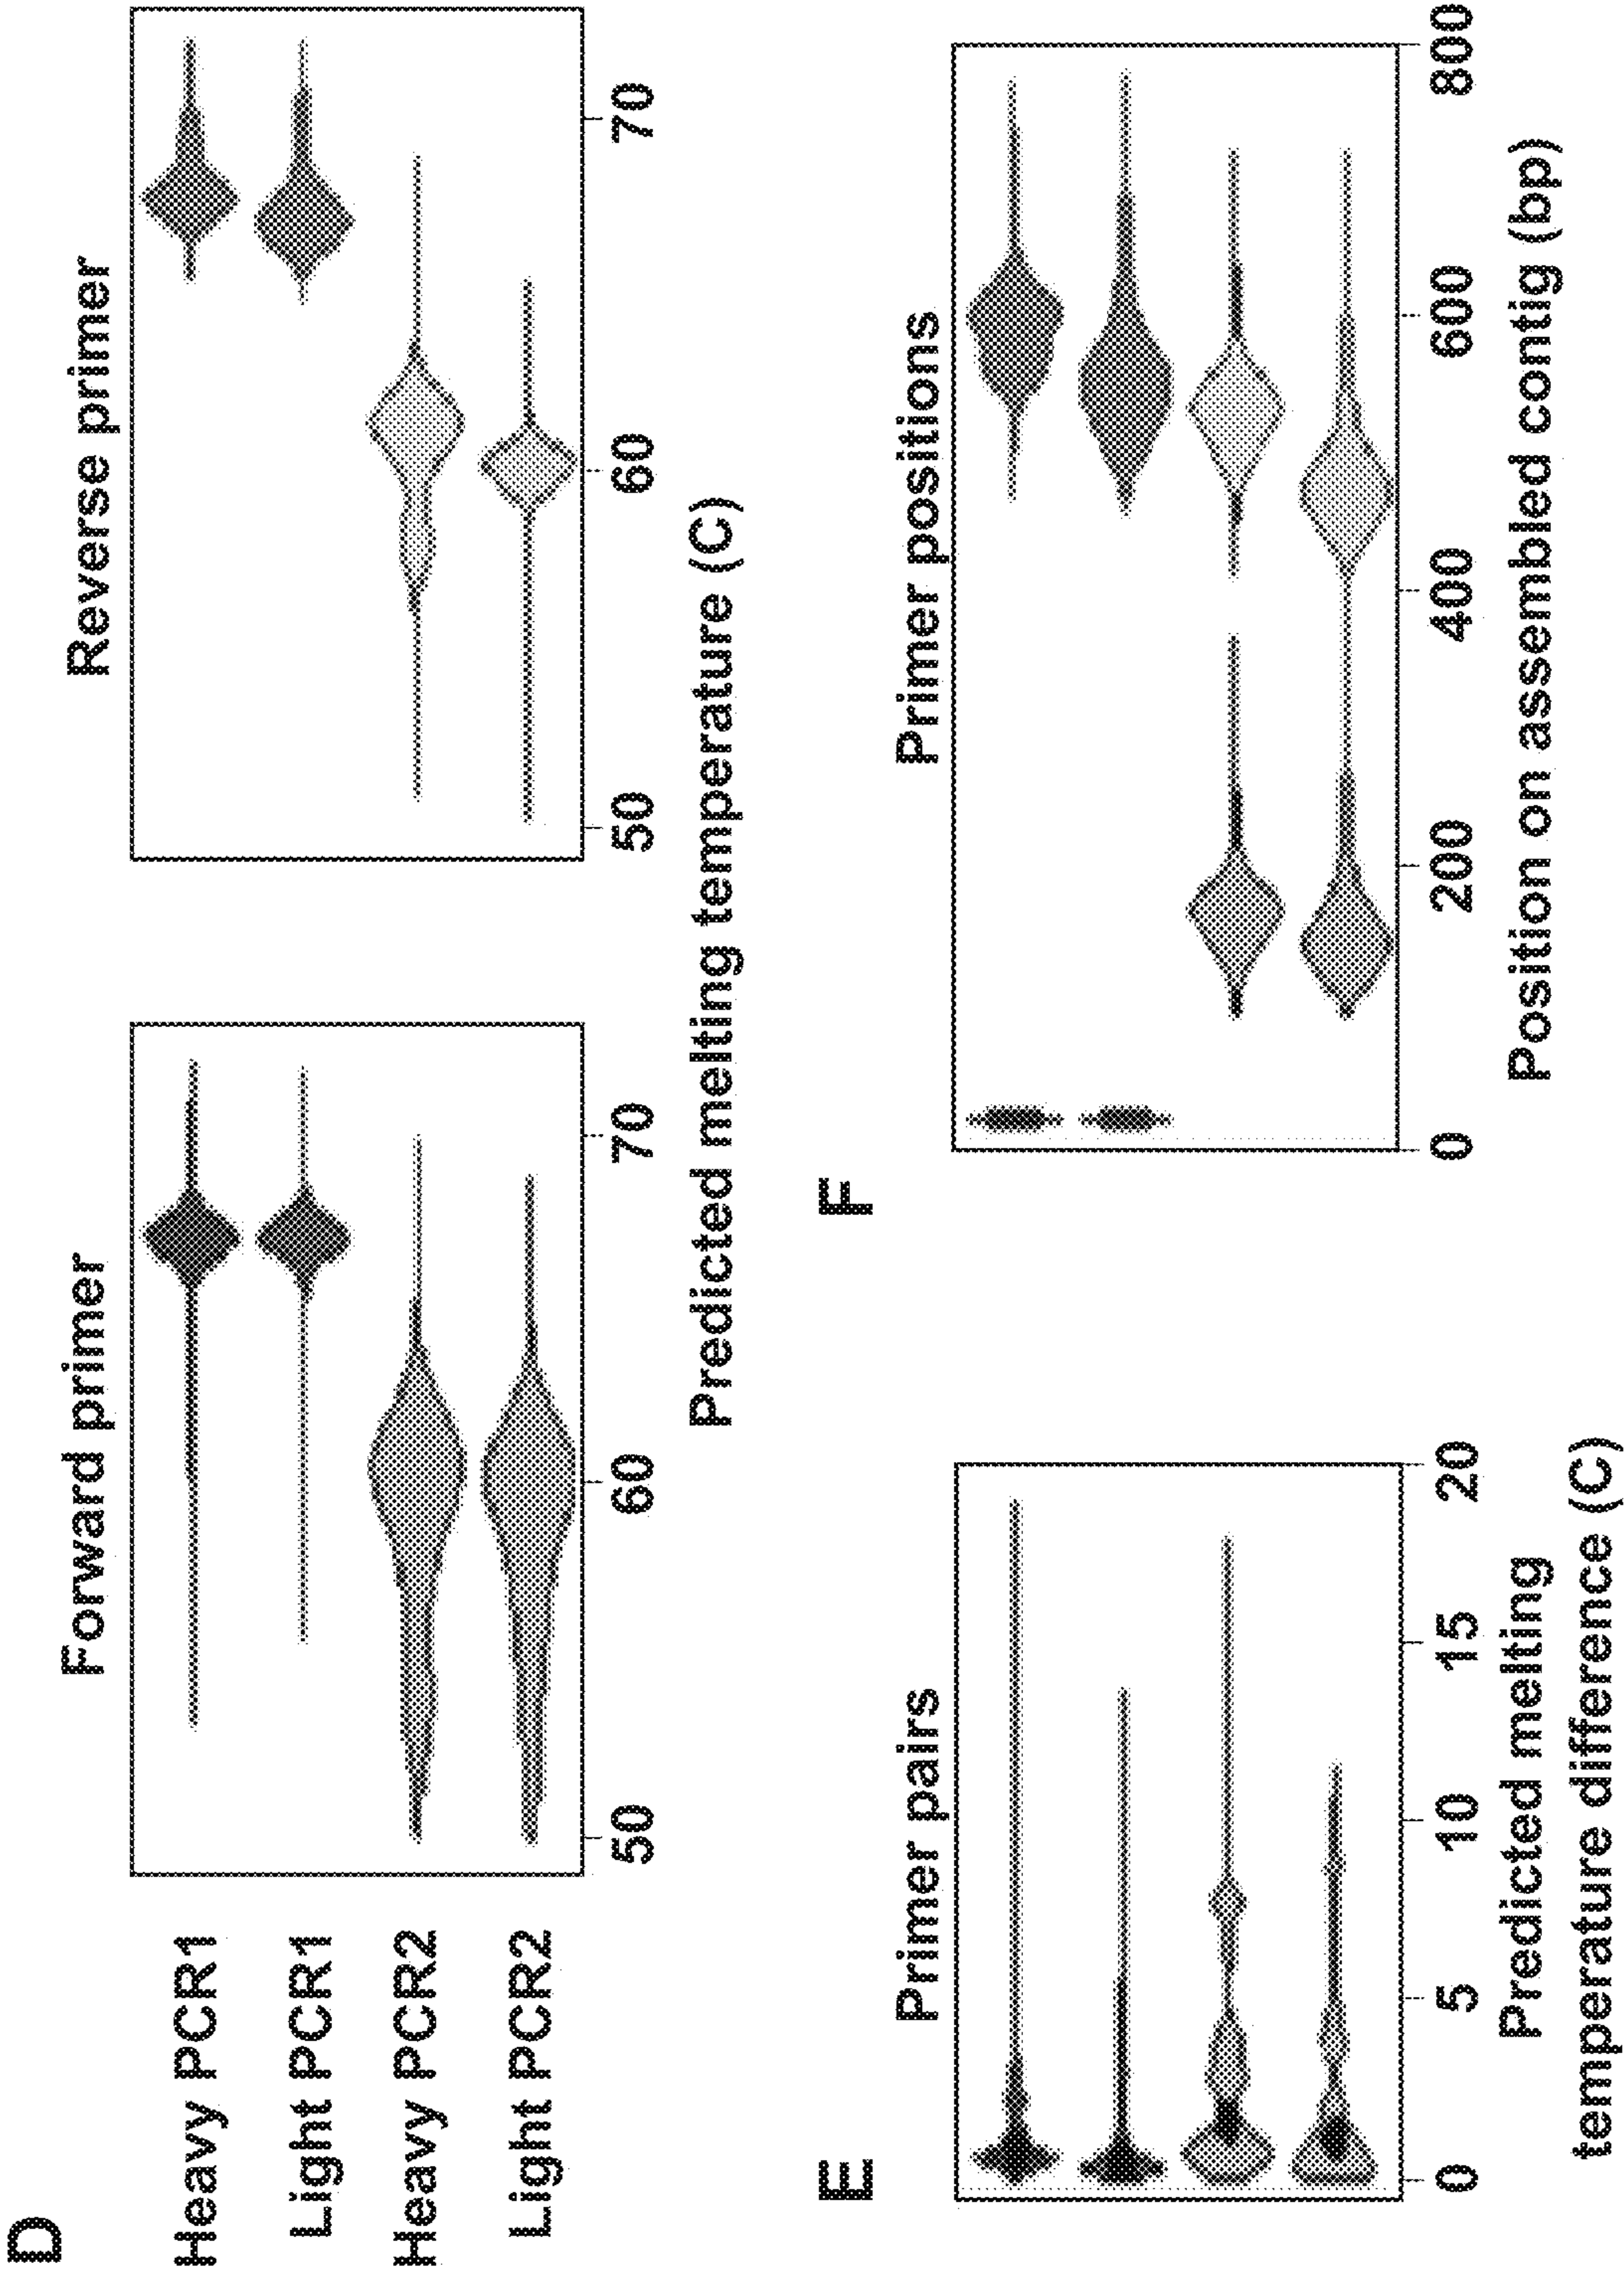 D
Forward primer
Reverse primer
Heavy PCR1
Light PCR1
Heavy PCR2
Light PCR2
50 60 70
50 60 70
Predicted melting temperature (C)
E
Primer pairs
0 5 10 15 20
Predicted melting
temperature difference (C)
F
Primer positions
0 200 400 600 800
Position on assembled contig (bp)